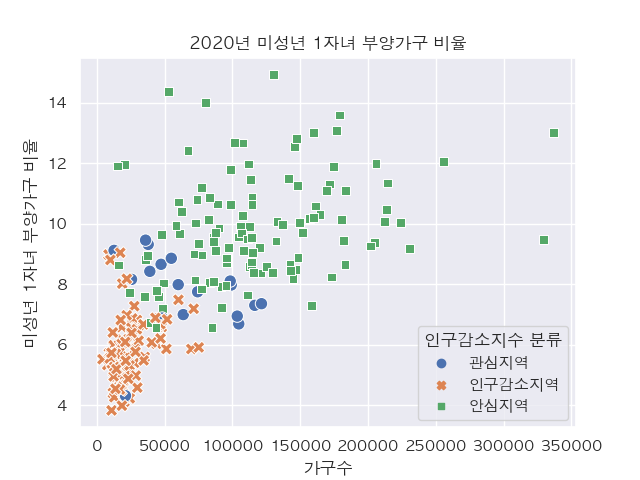 2020년 미성년 1자녀 부양가구 비율
미성년 1자녀 부양가구 비율
14
12
10
8
6
4
0 50000 100000 150000 200000 250000 300000 350000
가구수
인구감소지수 분류
관심지역
인구감소지역
안심지역